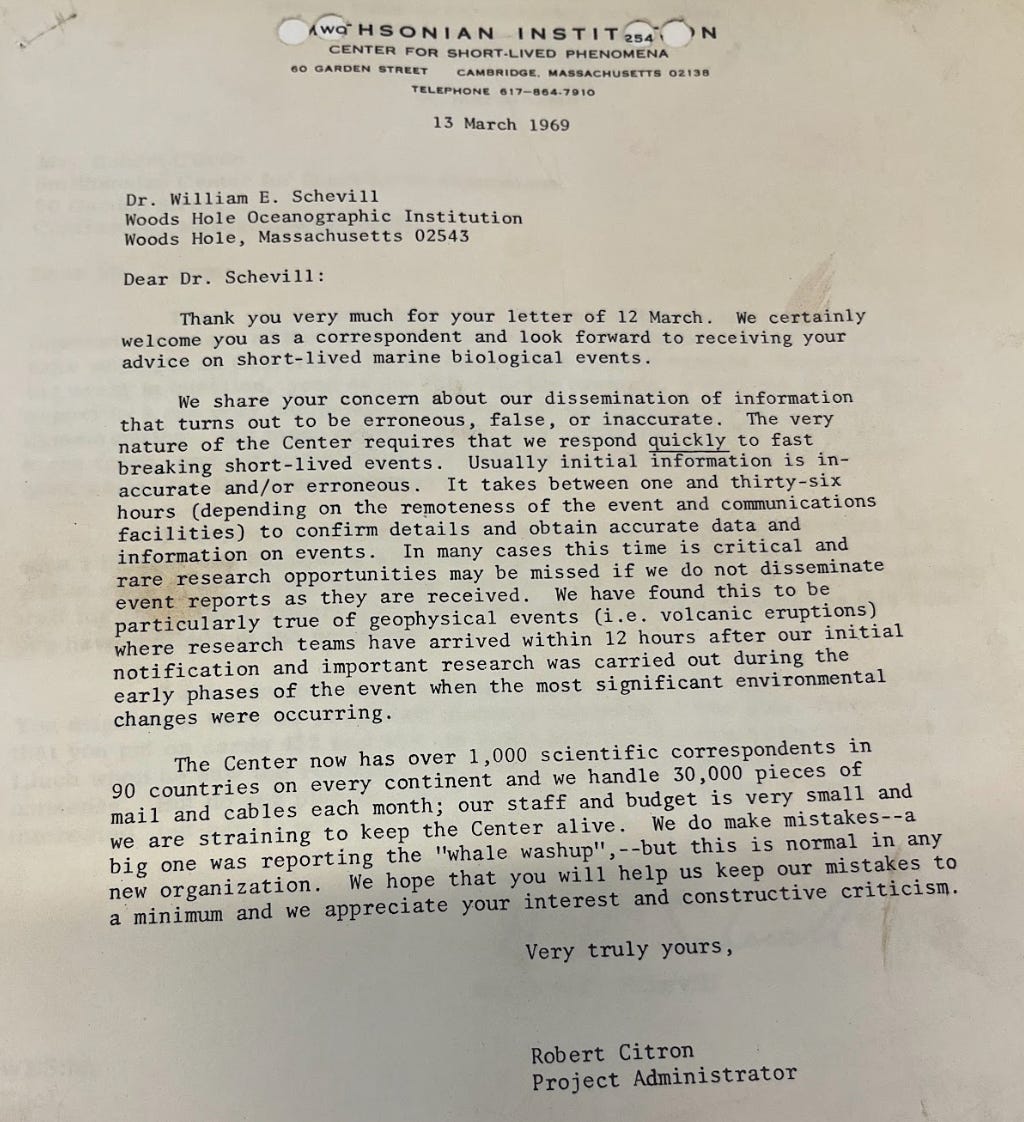 HSONIAN INSTIT N
CENTER FOR SHORT-LIVED PHENOMENA
60 GARDEN STREET CAMBRIDGE, MASSACHUSETTS 02138
TELEPHONE 617-864-7910
13 March 1969
Dr. William E. Schevill
Woods Hole Oceanographic Institution
Woods Hole, Massachusetts 02543
Dear Dr. Schevill:
Thank you very much for your letter of 12 March. We certainly
welcome you as a correspondent and look forward to receiving your
advice on short-lived marine biological events.
We share your concern about our dissemination of information
that turns out to be erroneous, false, or inaccurate. The very
nature of the Center requires that we respond quickly to fast
breaking short-lived events. Usually initial information is in-
accurate and/or erroneous. It takes between one and thirty-six
hours (depending on the remoteness of the event and communications
facilities) to confirm details and obtain accurate data and
information on events. In many cases this time is critical and
rare research opportunities may be missed if we do not disseminate
event reports as they are received. We have found this to be
particularly true of geophysical events (i.e. volcanic eruptions)
where research teams have arrived within 12 hours after our initial
notification and important research was carried out during the
early phases of the event when the most significant environmental
changes were occurring.
The Center now has over 1,000 scientific correspondents in
90 countries on every continent and we handle 30,000 pieces of
mail and cables each month; our staff and budget is very small and
we are straining to keep the Center alive. We do make mistakes--a
big one was reporting the "whale washup",--but this is normal in any
new organization. We hope that you will help us keep our mistakes to
a minimum and we appreciate your interest and constructive criticism.
Very truly yours,
Robert Citron
Project Administrator